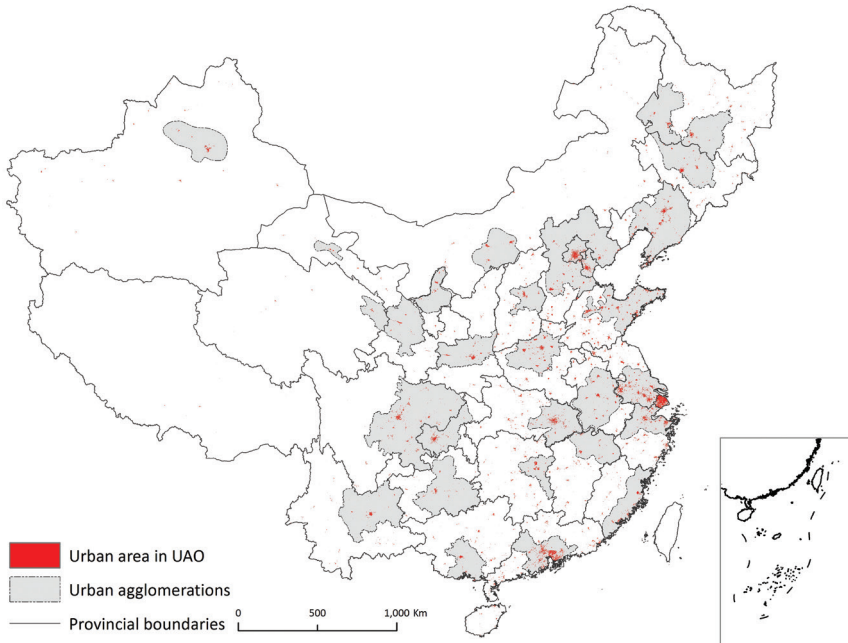 Urban area in UAO
Urban agglomerations
Provincial boundaries
0 500 1,000 Km